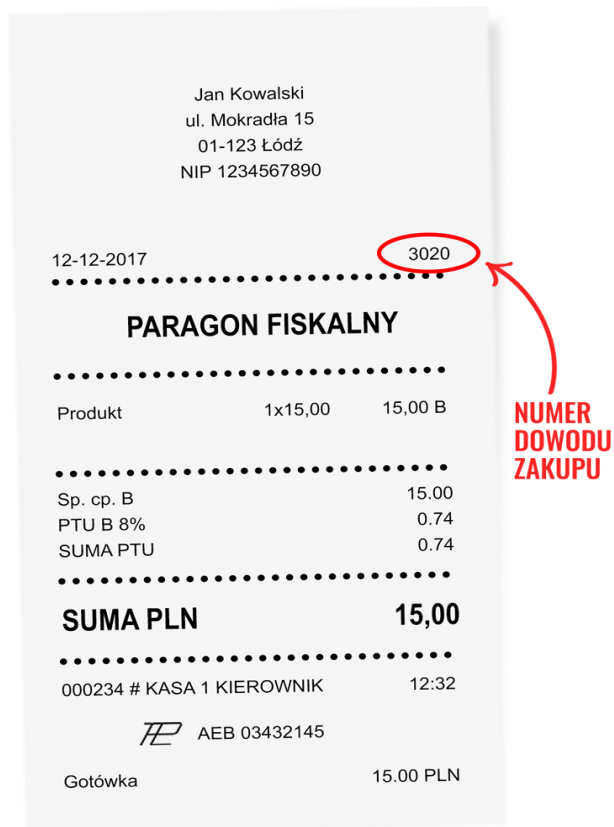 Jan Kowalski
ul. Mokradła 15
01-123 Łódź
NIP 1234567890
12-12-2017 3020
PARAGON FISKALNY
Produkt 1x15,00 15,00 B
Sp. cp. B 15.00
PTU B 8% 0.74
SUMA PTU 0.74
SUMA PLN 15,00
000234 # KASA 1 KIEROWNIK 12:32
AEB 03432145
Gotówka 15.00 PLN
NUMER
DOWODU
ZAKUPU